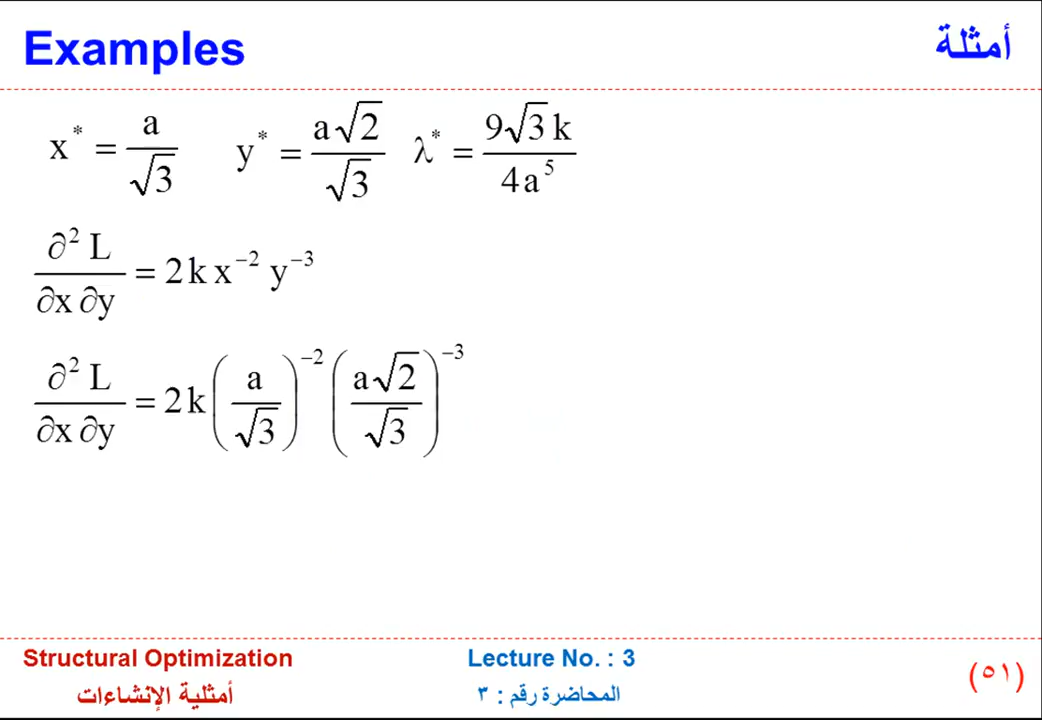 Examples أمثلة
x* = a/√3 y* = a√2/√3 λ* = 9√3 k/4a⁵
∂²L/∂x ∂y = 2k x⁻² y⁻³
∂²L/∂x ∂y = 2k (a/√3)⁻² (a√2/√3)⁻³
Structural Optimization Lecture No. : 3
أمثلية الإنشاءات المحاضرة رقم : ٣ (٥١)